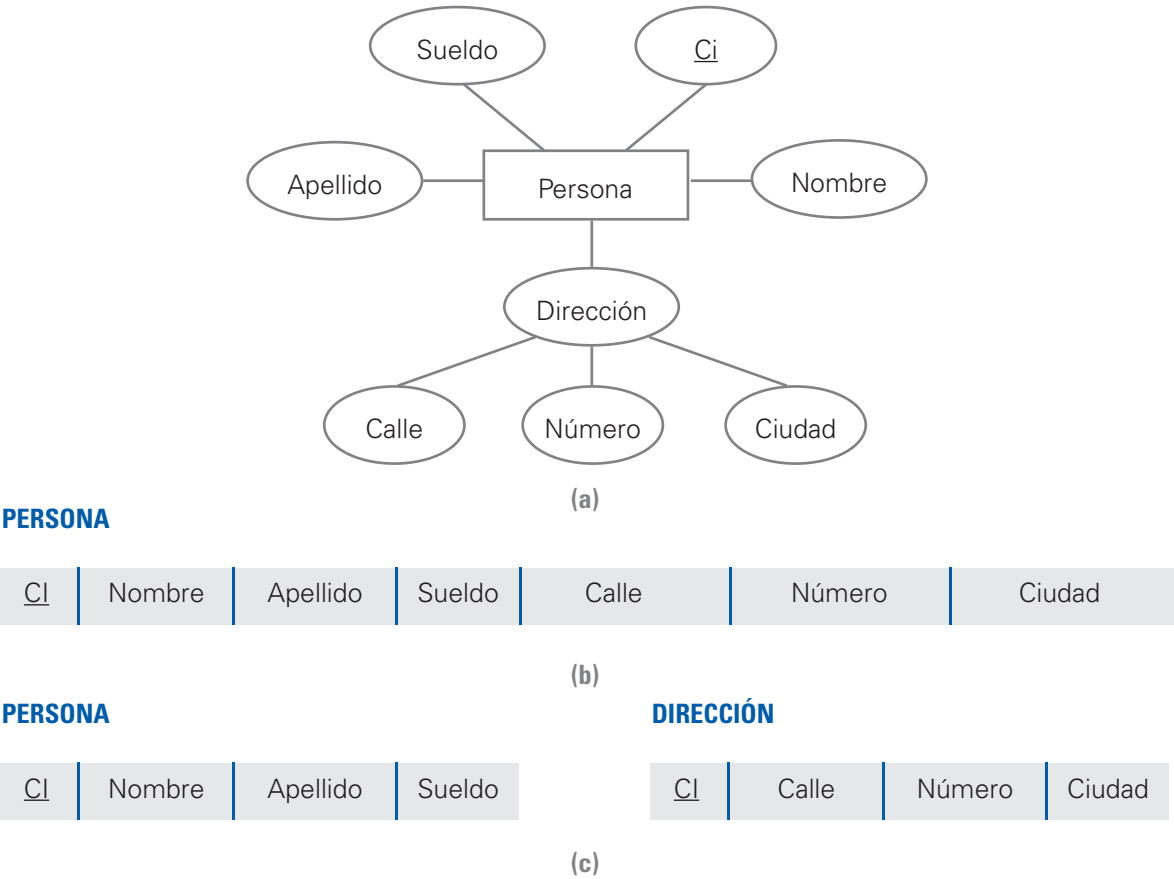 Sueldo Ci
Apellido Persona Nombre
Dirección
Calle Número Ciudad
(a)
PERSONA
CI Nombre Apellido Sueldo Calle Número Ciudad
(b)
PERSONA DIRECCIÓN
CI Nombre Apellido Sueldo CI Calle Número Ciudad
(c)